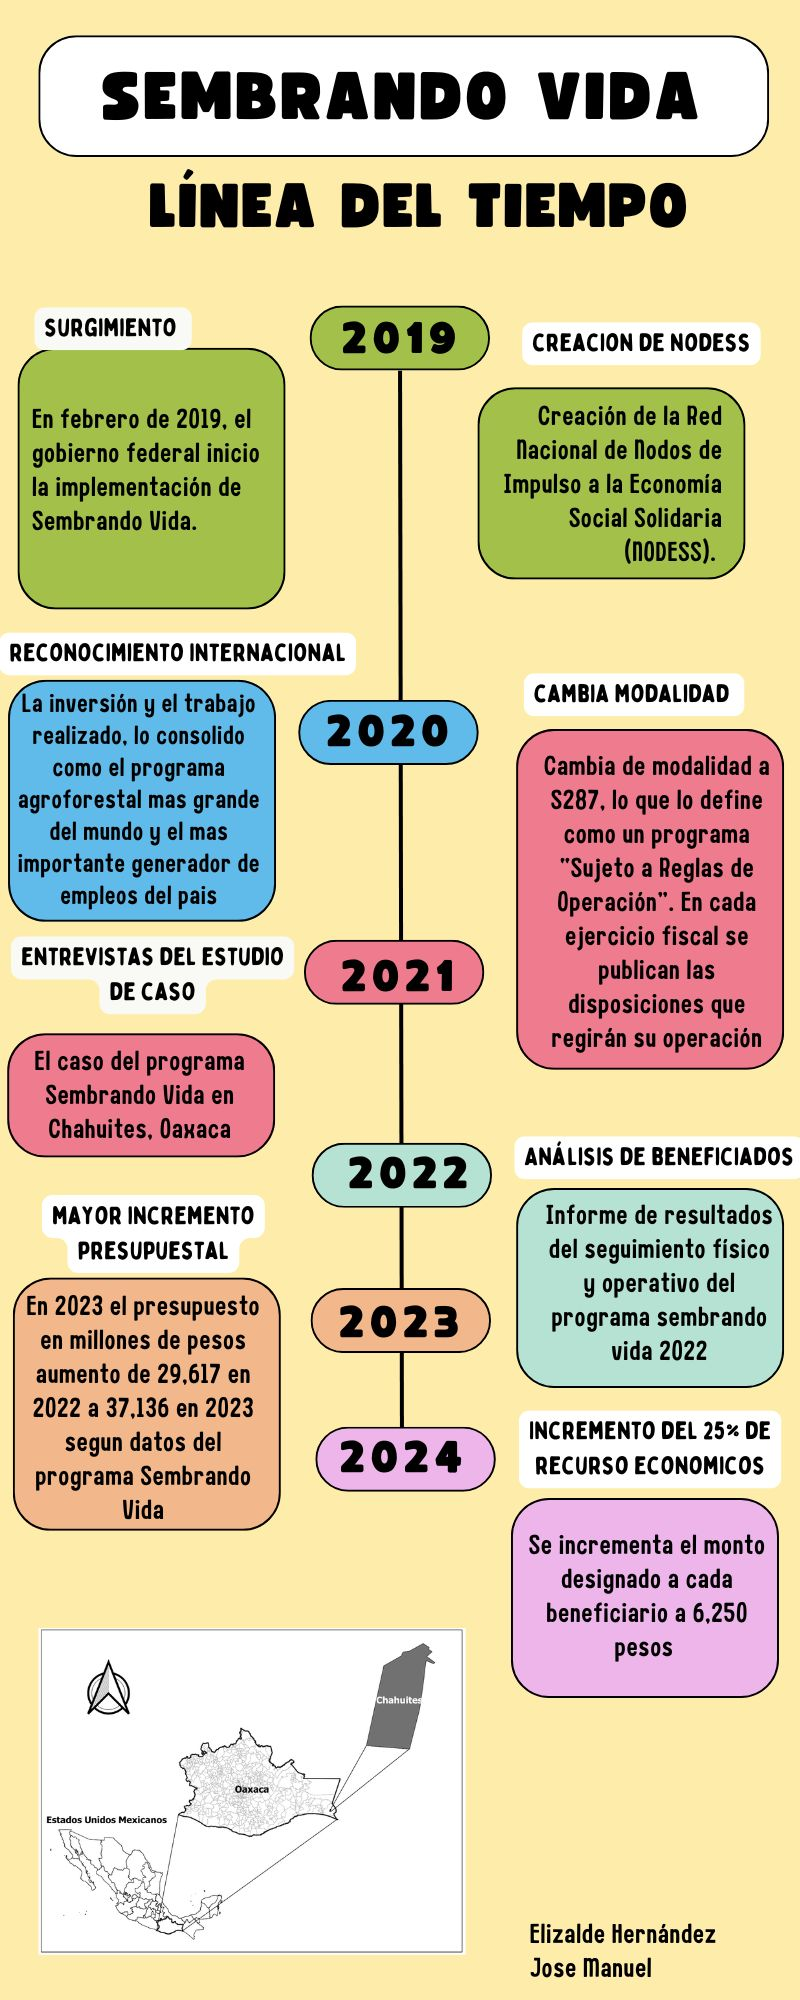 SEMBRANDO VIDA
LÍNEA DEL TIEMPO
2019
SURGIMIENTO
En febrero de 2019, el
gobierno federal inicio
la implementación de
Sembrando Vida.
CREACION DE NODESS
Creación de la Red
Nacional de Nodos de
Impulso a la Economía
Social Solidaria
(NODESS).
RECONOCIMIENTO INTERNACIONAL
La inversión y el trabajo
realizado, lo consolido
como el programa
agroforestal mas grande
del mundo y el mas
importante generador de
empleos del pais
2020
CAMBIA MODALIDAD
Cambia de modalidad a
S287, lo que lo define
como un programa
"Sujeto a Reglas de
Operación". En cada
ejercicio fiscal se
publican las
disposiciones que
regirán su operación
ENTREVISTAS DEL ESTUDIO
DE CASO
2021
El caso del programa
Sembrando Vida en
Chahuites, Oaxaca
2022
ANÁLISIS DE BENEFICIADOS
Informe de resultados
del seguimiento físico
y operativo del
programa sembrando
vida 2022
MAYOR INCREMENTO
PRESUPUESTAL
En 2023 el presupuesto
en millones de pesos
aumento de 29,617 en
2022 a 37,136 en 2023
segun datos del
programa Sembrando
Vida
2023
2024
INCREMENTO DEL 25% DE
RECURSO ECONOMICOS
Se incrementa el monto
designado a cada
beneficiario a 6,250
pesos
Chahuites
Oaxaca
Estados Unidos Mexicanos
Elizalde Hernández
Jose Manuel